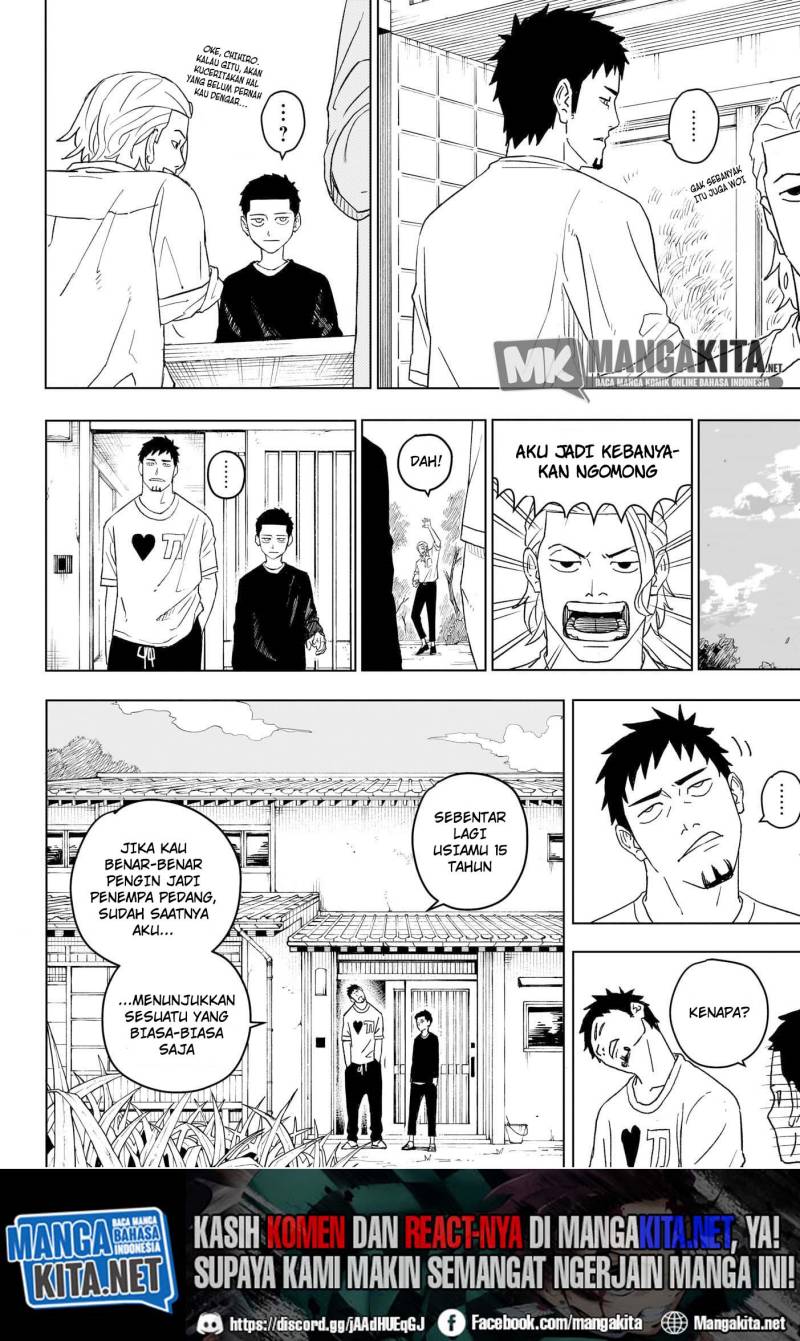 ...
GAK SEBANYAK
ITU JUGA WOI
OKE, CHIHIRO.
KALAU GITU, AKAN
KUCERITAKAN HAL
YANG BELUM PERNAH
KAU DENGAR...
...?
MK MANGAKITA.NET
BACA MANGA KOMIK ONLINE BAHASA INDONESIA
AKU JADI KEBANYA-
KAN NGOMONG
DAH!
...
...
KENAPA?
SEBENTAR
LAGI
USIAMU 15
TAHUN
JIKA KAU
BENAR-BENAR
PENGIN JADI
PENEMPA PEDANG,
SUDAH SAATNYA
AKU...
...MENUNJUKKAN
SESUATU YANG
BIASA-BIASA
SAJA
MANGA
KITA.NET
BACA MANGA
BAHASA
INDONESIA
KASIH KOMEN DAN REACT-NYA DI MANGAKITA.NET, YA!
SUPAYA KAMI MAKIN SEMANGAT NGERJAIN MANGA INI!
https://discord.gg/jAAdHUEqGJ
Facebook.com/mangakita
Mangakita.net